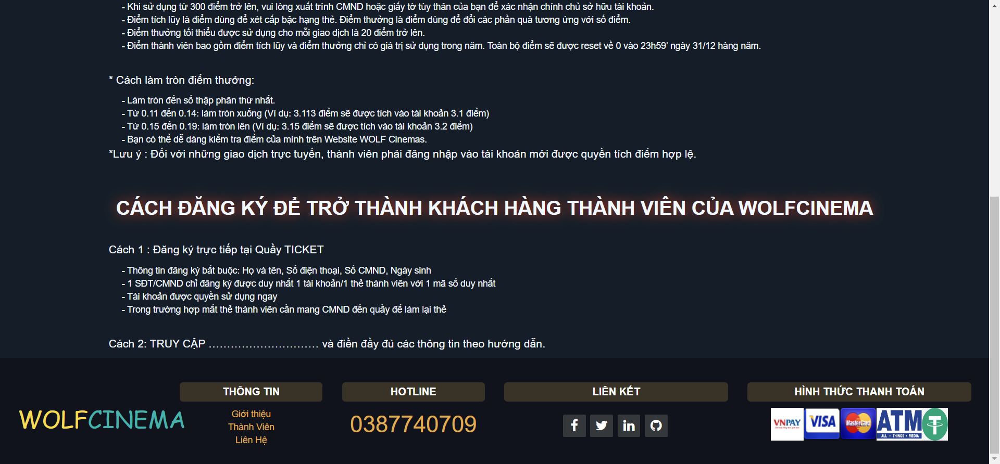 - Khi sử dụng từ 300 điểm trở lên, vui lòng xuất trình CMND hoặc giấy tờ tùy thân của bạn để xác nhận chính chủ sở hữu tài khoản.
- Điểm tích lũy là điểm dùng để xét cấp bậc hạng thẻ. Điểm thưởng là điểm dùng để đổi các phần quà tương ứng với số điểm.
- Điểm thưởng tối thiểu được sử dụng cho mỗi giao dịch là 20 điểm trở lên.
- Điểm thành viên bao gồm điểm tích lũy và điểm thưởng chỉ có giá trị sử dụng trong năm. Toàn bộ điểm sẽ được reset về 0 vào 23h59’ ngày 31/12 hàng năm.
* Cách làm tròn điểm thưởng:
- Làm tròn đến số thập phân thứ nhất.
- Từ 0.11 đến 0.14: làm tròn xuống (Ví dụ: 3.113 điểm sẽ được tích vào tài khoản 3.1 điểm)
- Từ 0.15 đến 0.19: làm tròn lên (Ví dụ: 3.15 điểm sẽ được tích vào tài khoản 3.2 điểm)
- Bạn có thể dễ dàng kiểm tra điểm của mình trên Website WOLF Cinemas.
*Lưu ý : Đối với những giao dịch trực tuyến, thành viên phải đăng nhập vào tài khoản mới được quyền tích điểm hợp lệ.
CÁCH ĐĂNG KÝ ĐỂ TRỞ THÀNH KHÁCH HÀNG THÀNH VIÊN CỦA WOLFCINEMA
Cách 1 : Đăng ký trực tiếp tại Quầy TICKET
- Thông tin đăng ký bắt buộc: Họ và tên, Số điện thoại, Số CMND, Ngày sinh
- 1 SĐT/CMND chỉ đăng ký được duy nhất 1 tài khoản/1 thẻ thành viên với 1 mã số duy nhất
- Tài khoản được quyền sử dụng ngay
- Trong trường hợp mất thẻ thành viên cần mang CMND đến quầy để làm lại thẻ
Cách 2: TRUY CẬP ………………………… và điền đầy đủ các thông tin theo hướng dẫn.
WOLFCINEMA
THÔNG TIN
Giới thiệu
Thành Viên
Liên Hệ
HOTLINE
0387740709
LIÊN KẾT
HÌNH THỨC THANH TOÁN
VNPAY
VISA
MasterCard
ATM
ALL • THINGS • MEDIA